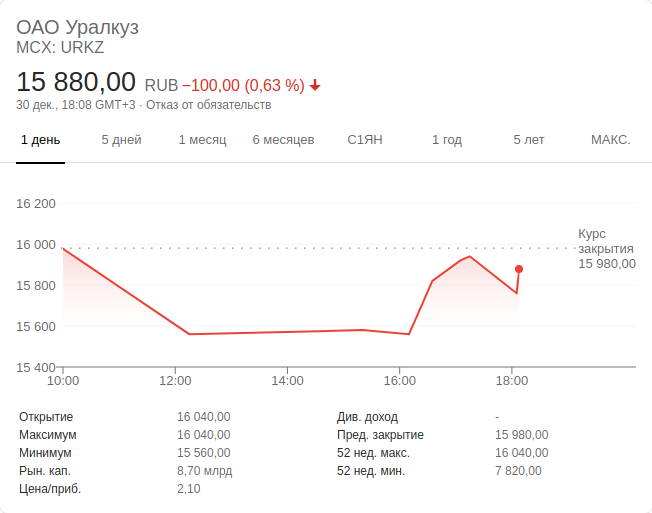 ОАО Уралкуз
MCX: URKZ
15 880,00 RUB −100,00 (0,63 %)
30 дек., 18:08 GMT+3 · Отказ от обязательств
1 день 5 дней 1 месяц 6 месяцев С1ЯН 1 год 5 лет МАКС.
16 200
16 000
15 800
15 600
15 400
Курс
закрытия
15 980,00
10:00 12:00 14:00 16:00 18:00
Открытие 16 040,00 Див. доход -
Максимум 16 040,00 Пред. закрытие 15 980,00
Минимум 15 560,00 52 нед. макс. 16 040,00
Рын. кап. 8,70 млрд 52 нед. мин. 7 820,00
Цена/приб. 2,10